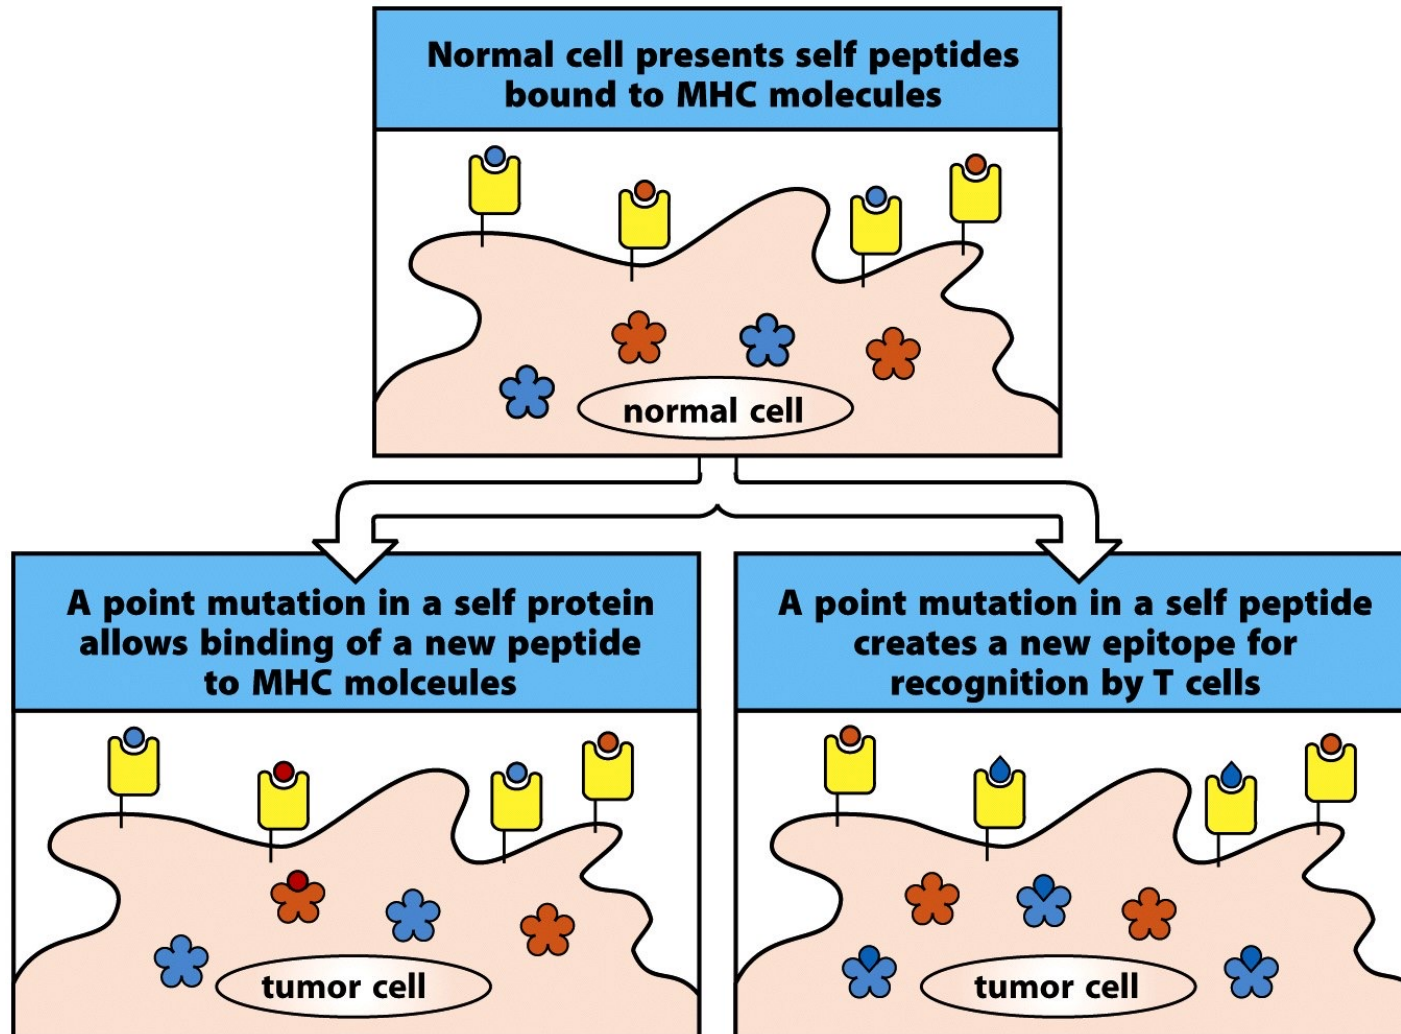 Normal cell presents self peptides
bound to MHC molecules
normal cell
A point mutation in a self protein
allows binding of a new peptide
to MHC molceules
tumor cell
A point mutation in a self peptide
creates a new epitope for
recognition by T cells
tumor cell